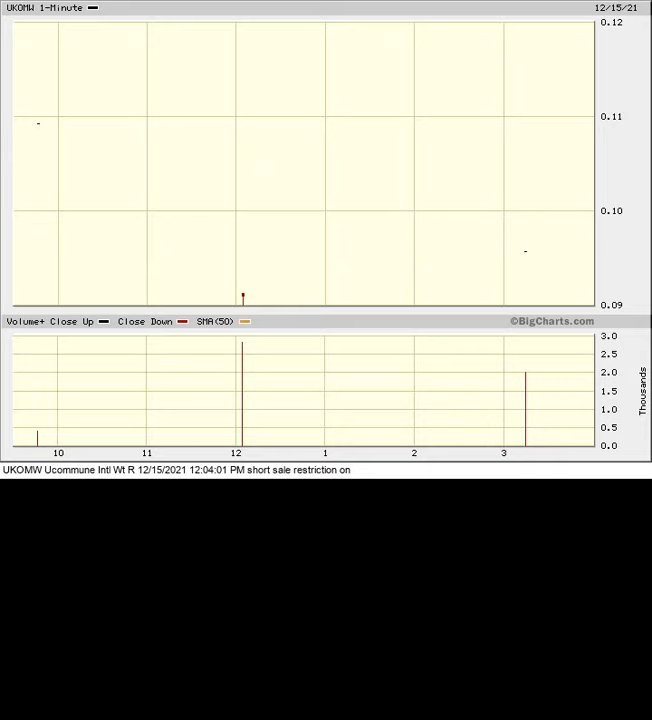 UKOMW 1-Minute 12/15/21
0.12
0.11
0.10
0.09
Volume+ Close Up Close Down SMA(50) ©BigCharts.com
3.0
2.5
2.0
1.5
1.0
0.5
0.0
Thousands
10 11 12 1 2 3
UKOMW Ucommune Intl Wt R 12/15/2021 12:04:01 PM short sale restriction on